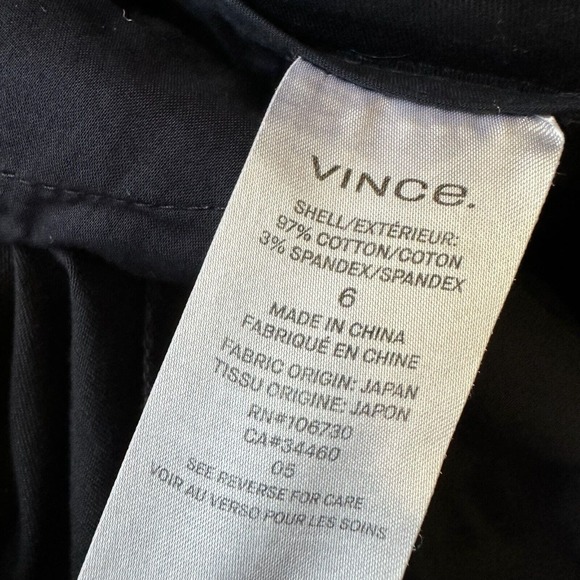 VINCe.
SHELL/EXTÉRIEUR:
97% COTTON/COTON
3% SPANDEX/SPANDEX
6
MADE IN CHINA
FABRIQUÉ EN CHINE
FABRIC ORIGIN: JAPAN
TISSU ORIGINE: JAPON
RN#106730
CA#34460
05
SEE REVERSE FOR CARE
VOIR AU VERSO POUR LES SOINS